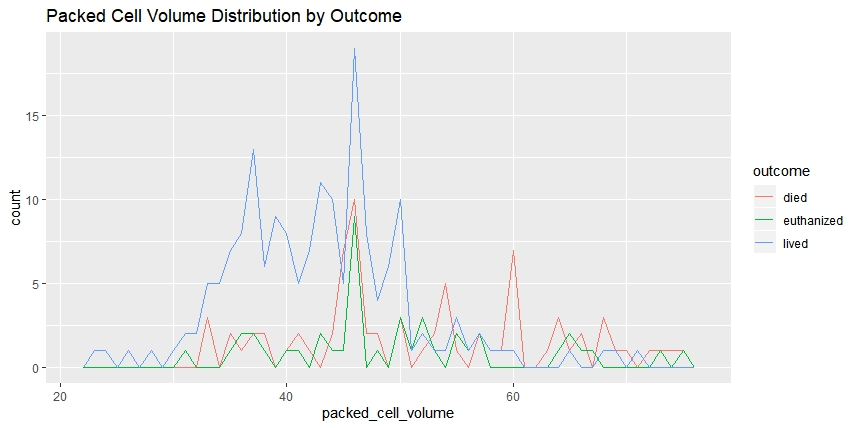 Packed Cell Volume Distribution by Outcome
15
10
5
0
count
20
40
60
packed_cell_volume
outcome
died
euthanized
lived